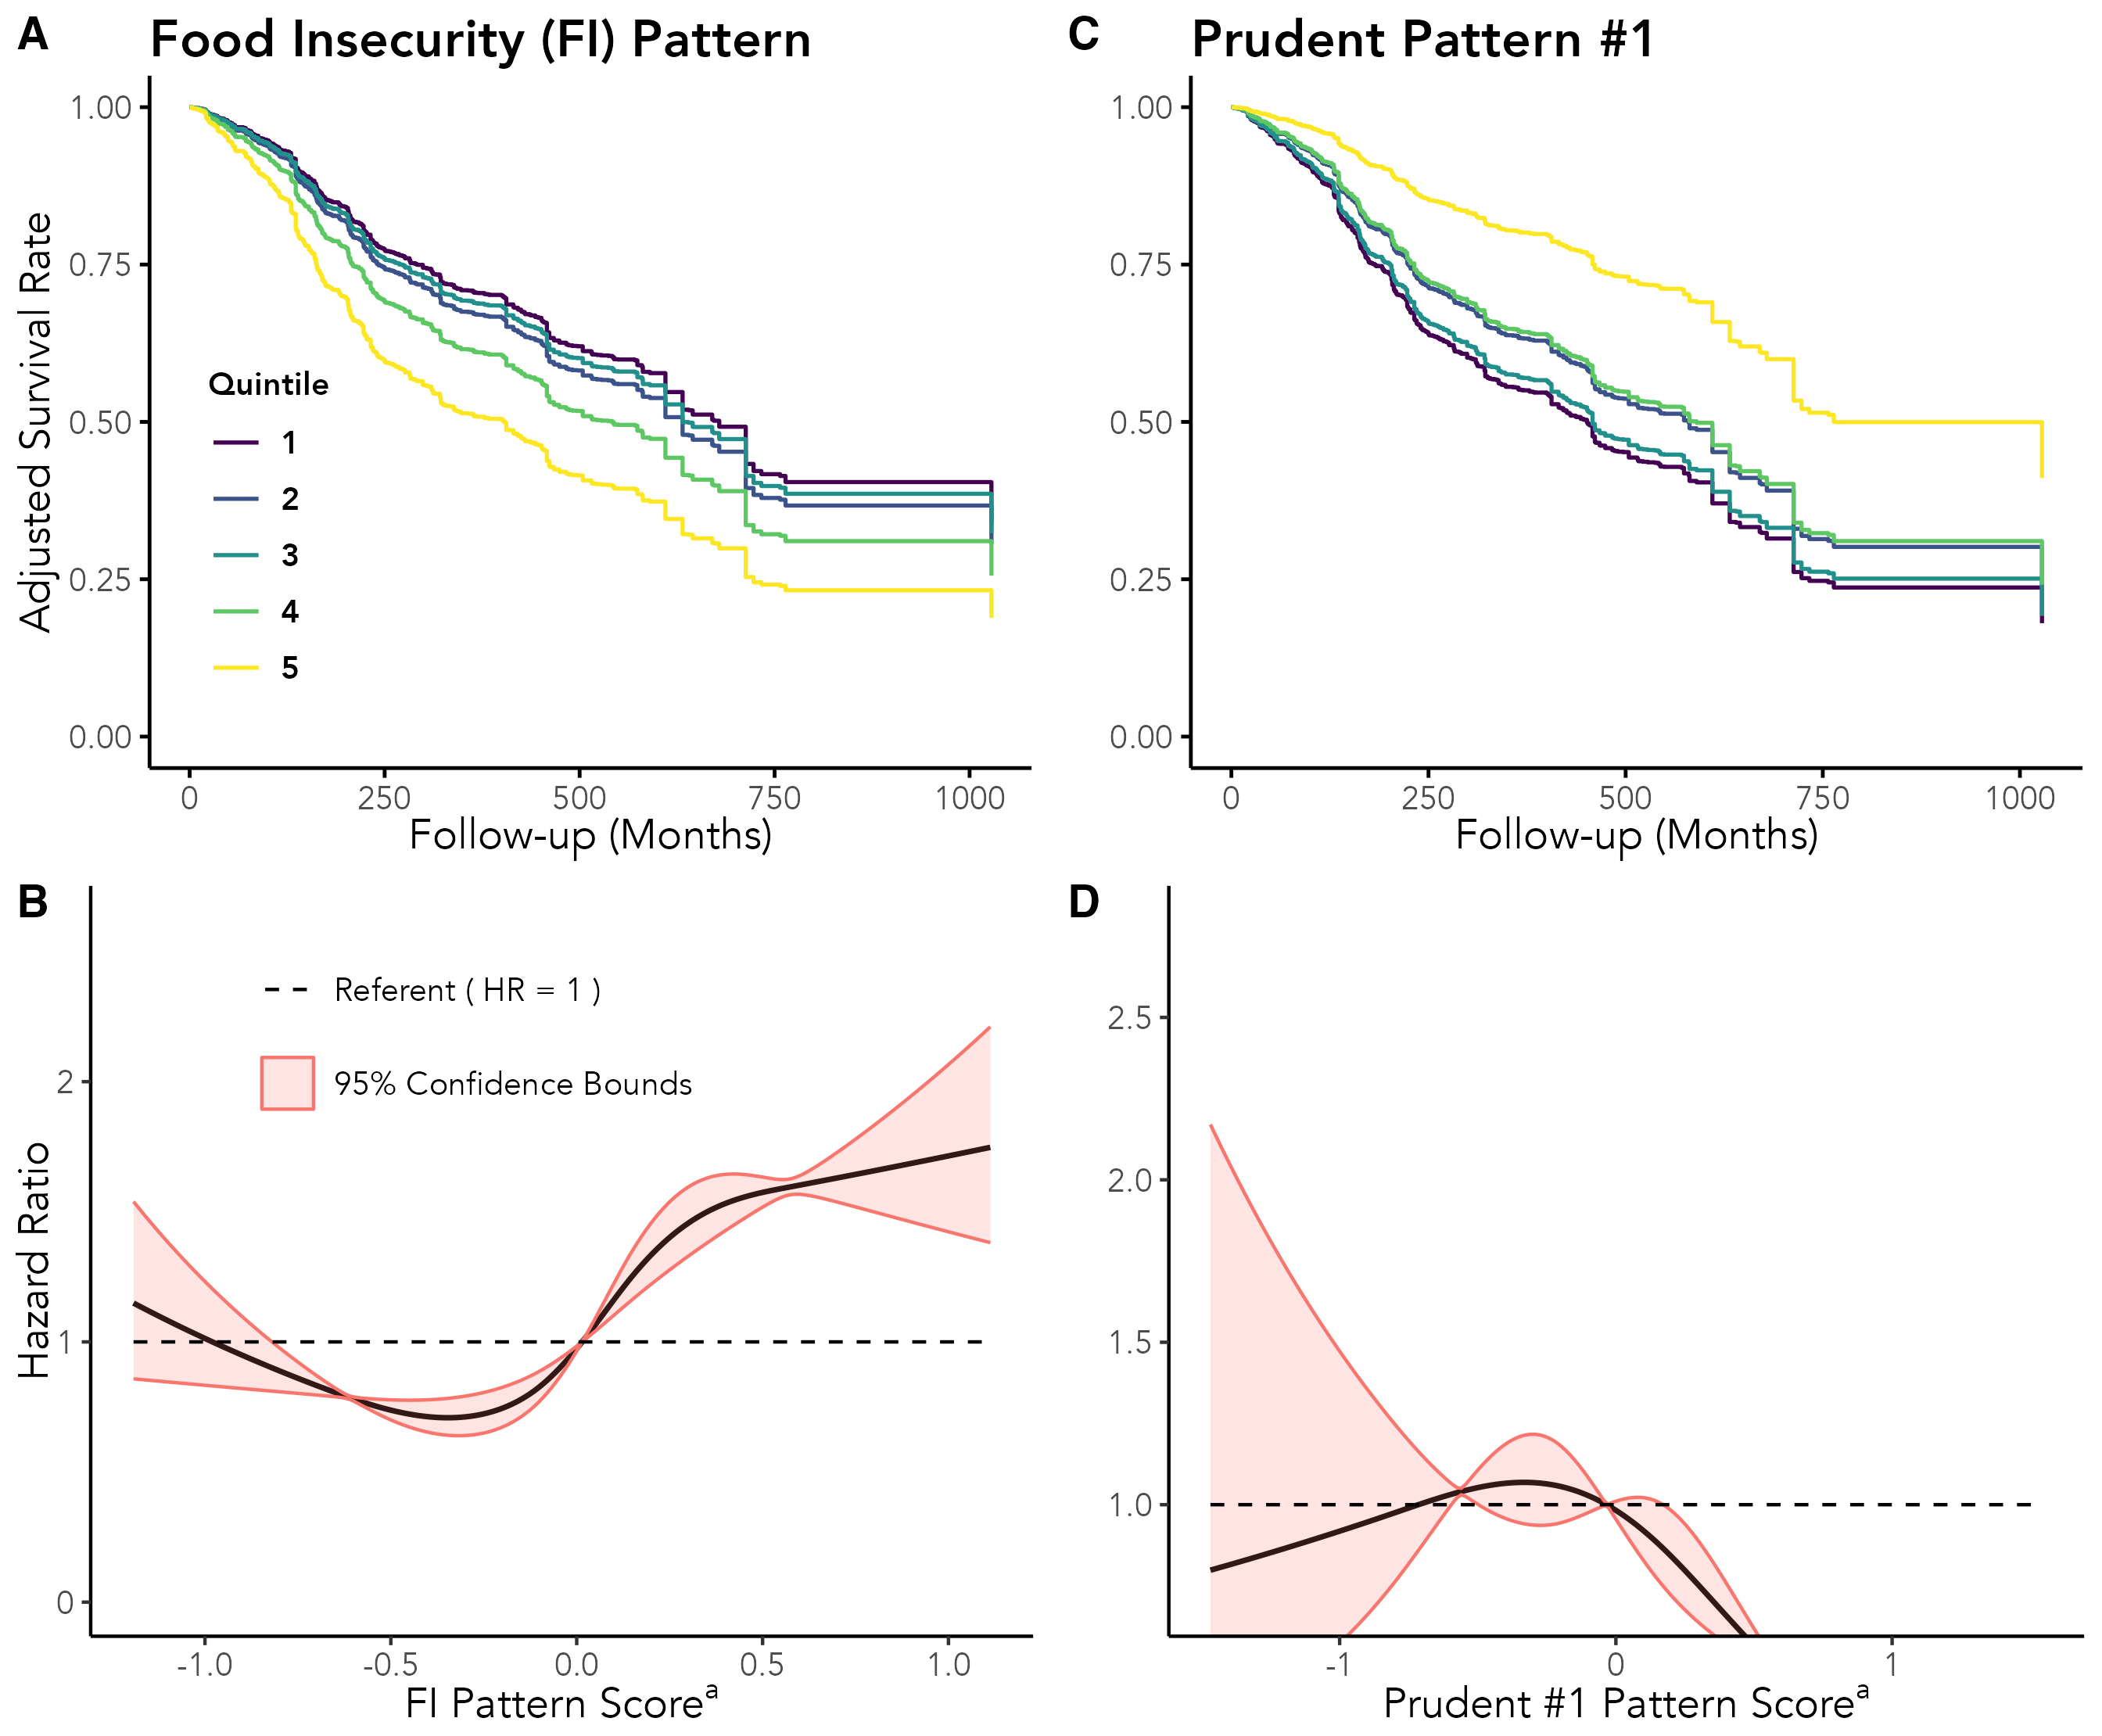 A
Food Insecurity (FI) Pattern
1.00
0.75
0.50
0.25
0.00
Adjusted Survival Rate
Quintile
1
2
3
4
5
0 250 500 750 1000
Follow-up (Months)
C
Prudent Pattern #1
1.00
0.75
0.50
0.25
0.00
0 250 500 750 1000
Follow-up (Months)
B
Referent ( HR = 1 )
95% Confidence Bounds
2
1
0
Hazard Ratio
-1.0 -0.5 0.0 0.5 1.0
FI Pattern Scoreᵃ
D
2.5
2.0
1.5
1.0
-1 0 1
Prudent #1 Pattern Scoreᵃ